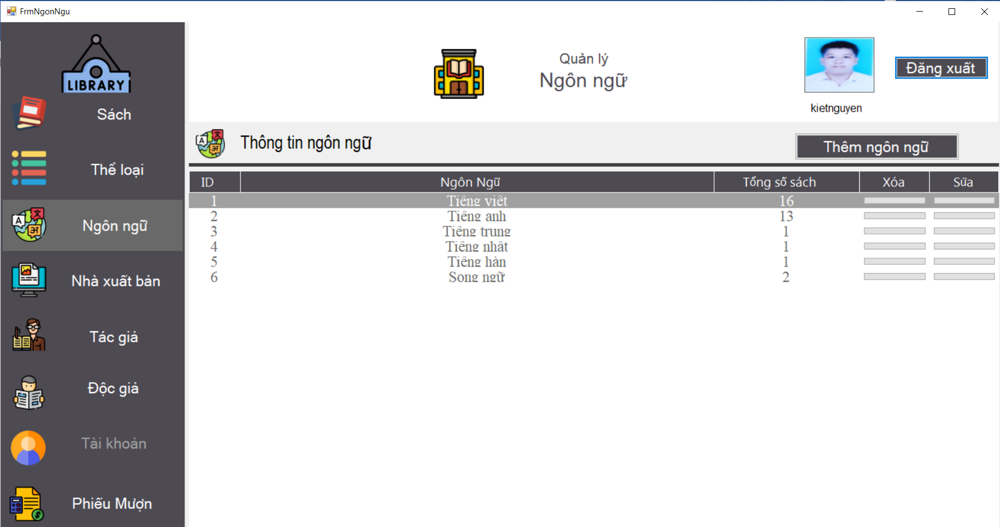 FrmNgonNgu
LIBRARY
Sách
Thể loại
Ngôn ngữ
Nhà xuất bản
Tác giả
Độc giả
Tài khoản
Phiếu Mượn
Quản lý
Ngôn ngữ
kietnguyen
Đăng xuất
Thông tin ngôn ngữ
Thêm ngôn ngữ
ID Ngôn Ngữ Tổng số sách Xóa Sửa
1 Tiếng việt 16
2 Tiếng anh 13
3 Tiếng trung 1
4 Tiếng nhật 1
5 Tiếng hàn 1
6 Song ngữ 2